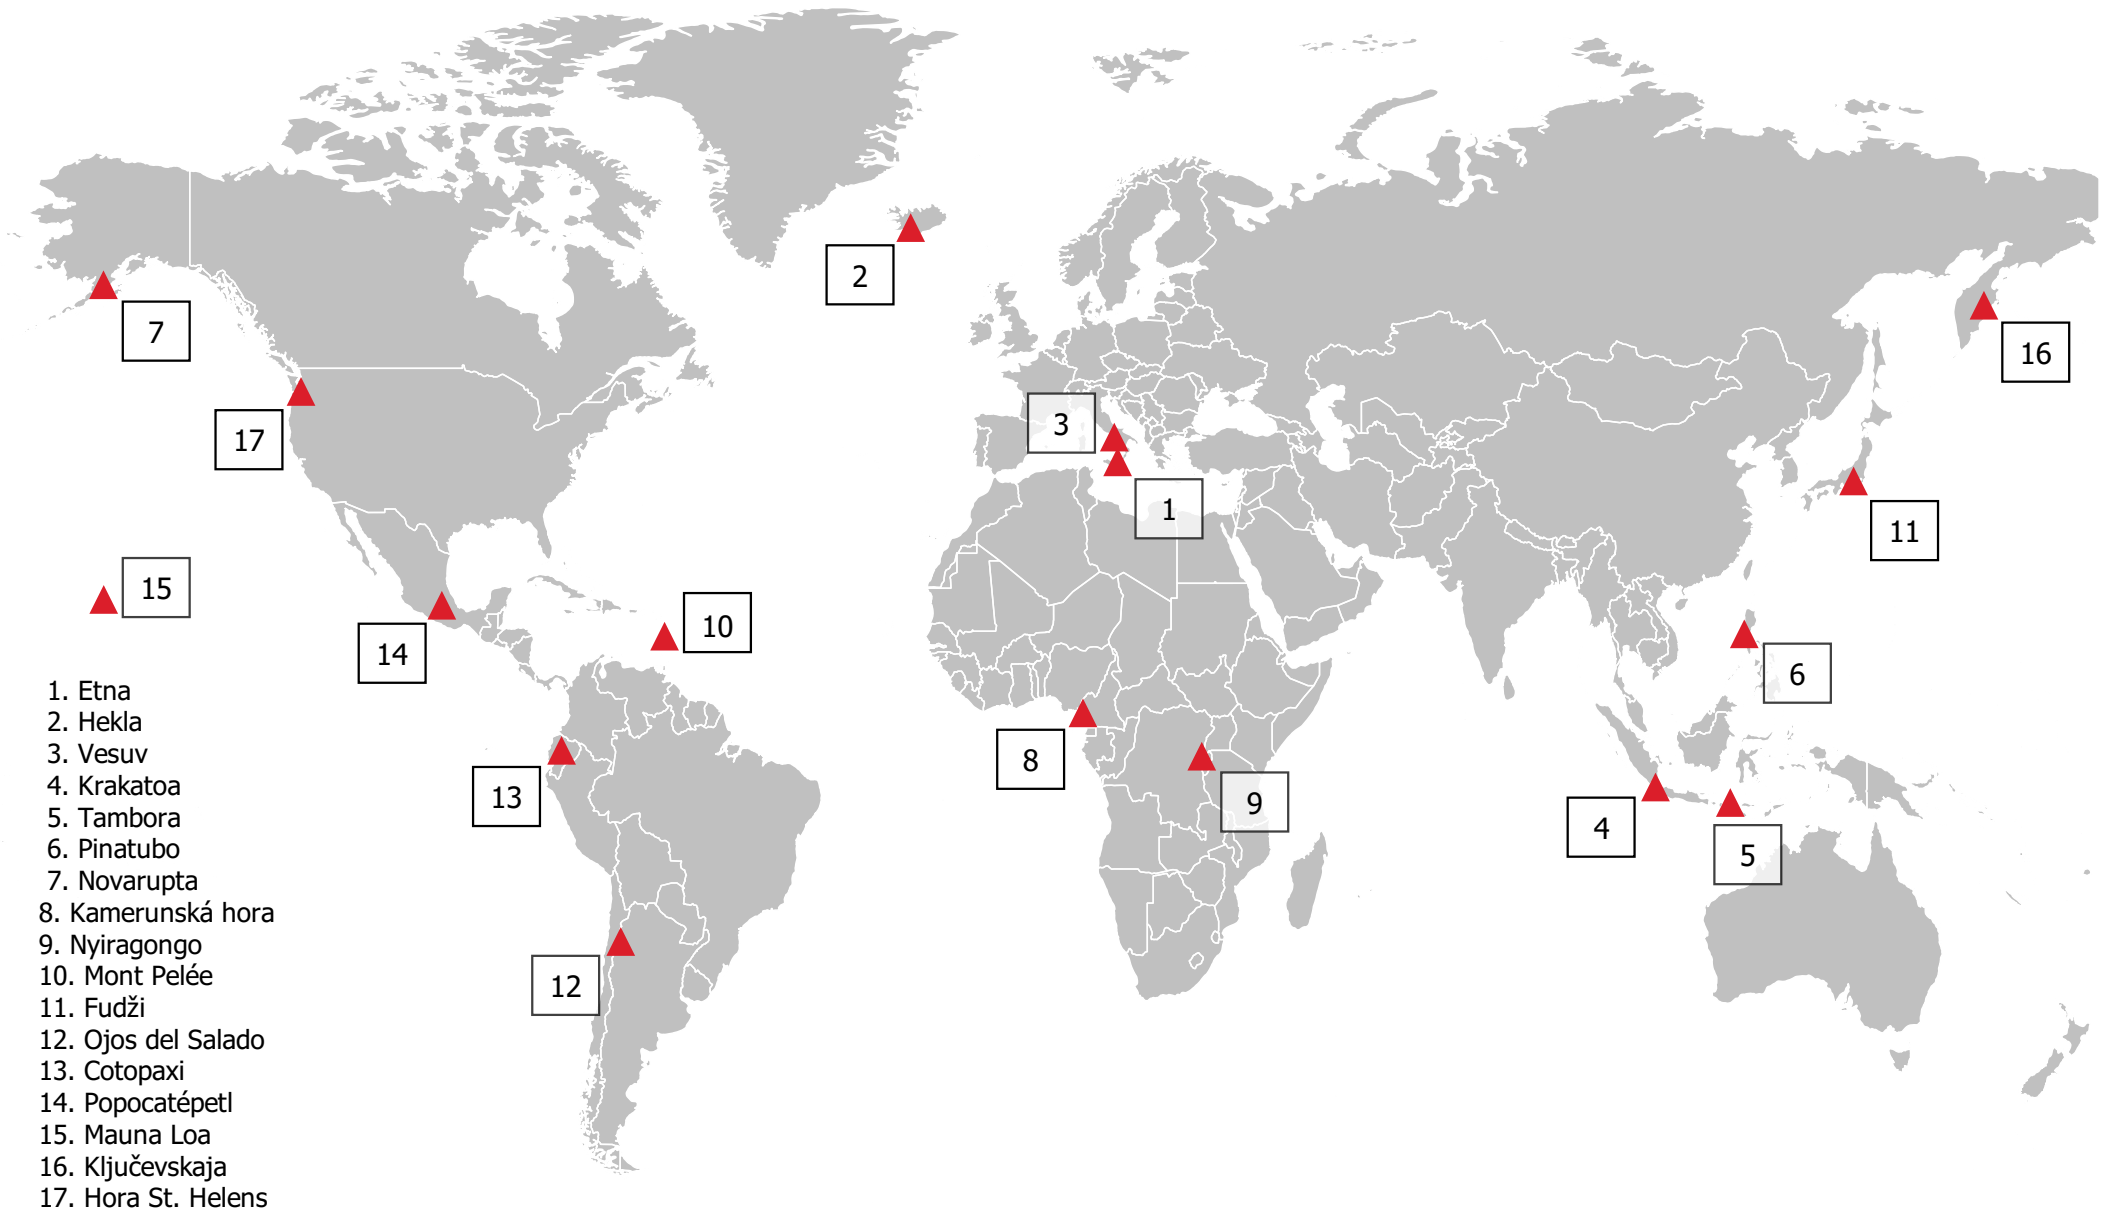 2
7
16
17
3
1
11
15
10
14
6
8
13
9
4
5
12
1. Etna
2. Hekla
3. Vesuv
4. Krakatoa
5. Tambora
6. Pinatubo
7. Novarupta
8. Kamerunská hora
9. Nyiragongo
10. Mont Pelée
11. Fudži
12. Ojos del Salado
13. Cotopaxi
14. Popocatépetl
15. Mauna Loa
16. Ključevskaja
17. Hora St. Helens